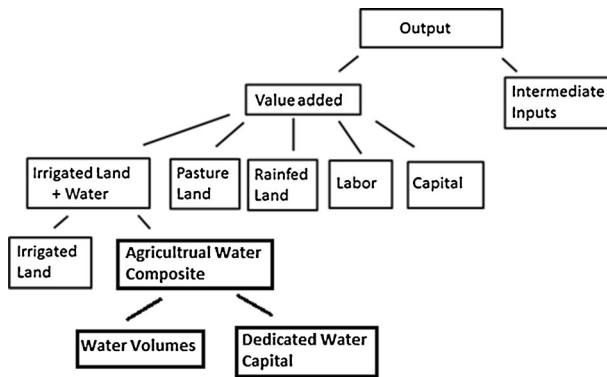 Output
Value added
Intermediate
Inputs
Irrigated Land
+ Water
Pasture
Land
Rainfed
Land
Labor
Capital
Irrigated
Land
Agricultrual Water
Composite
Water Volumes
Dedicated Water
Capital